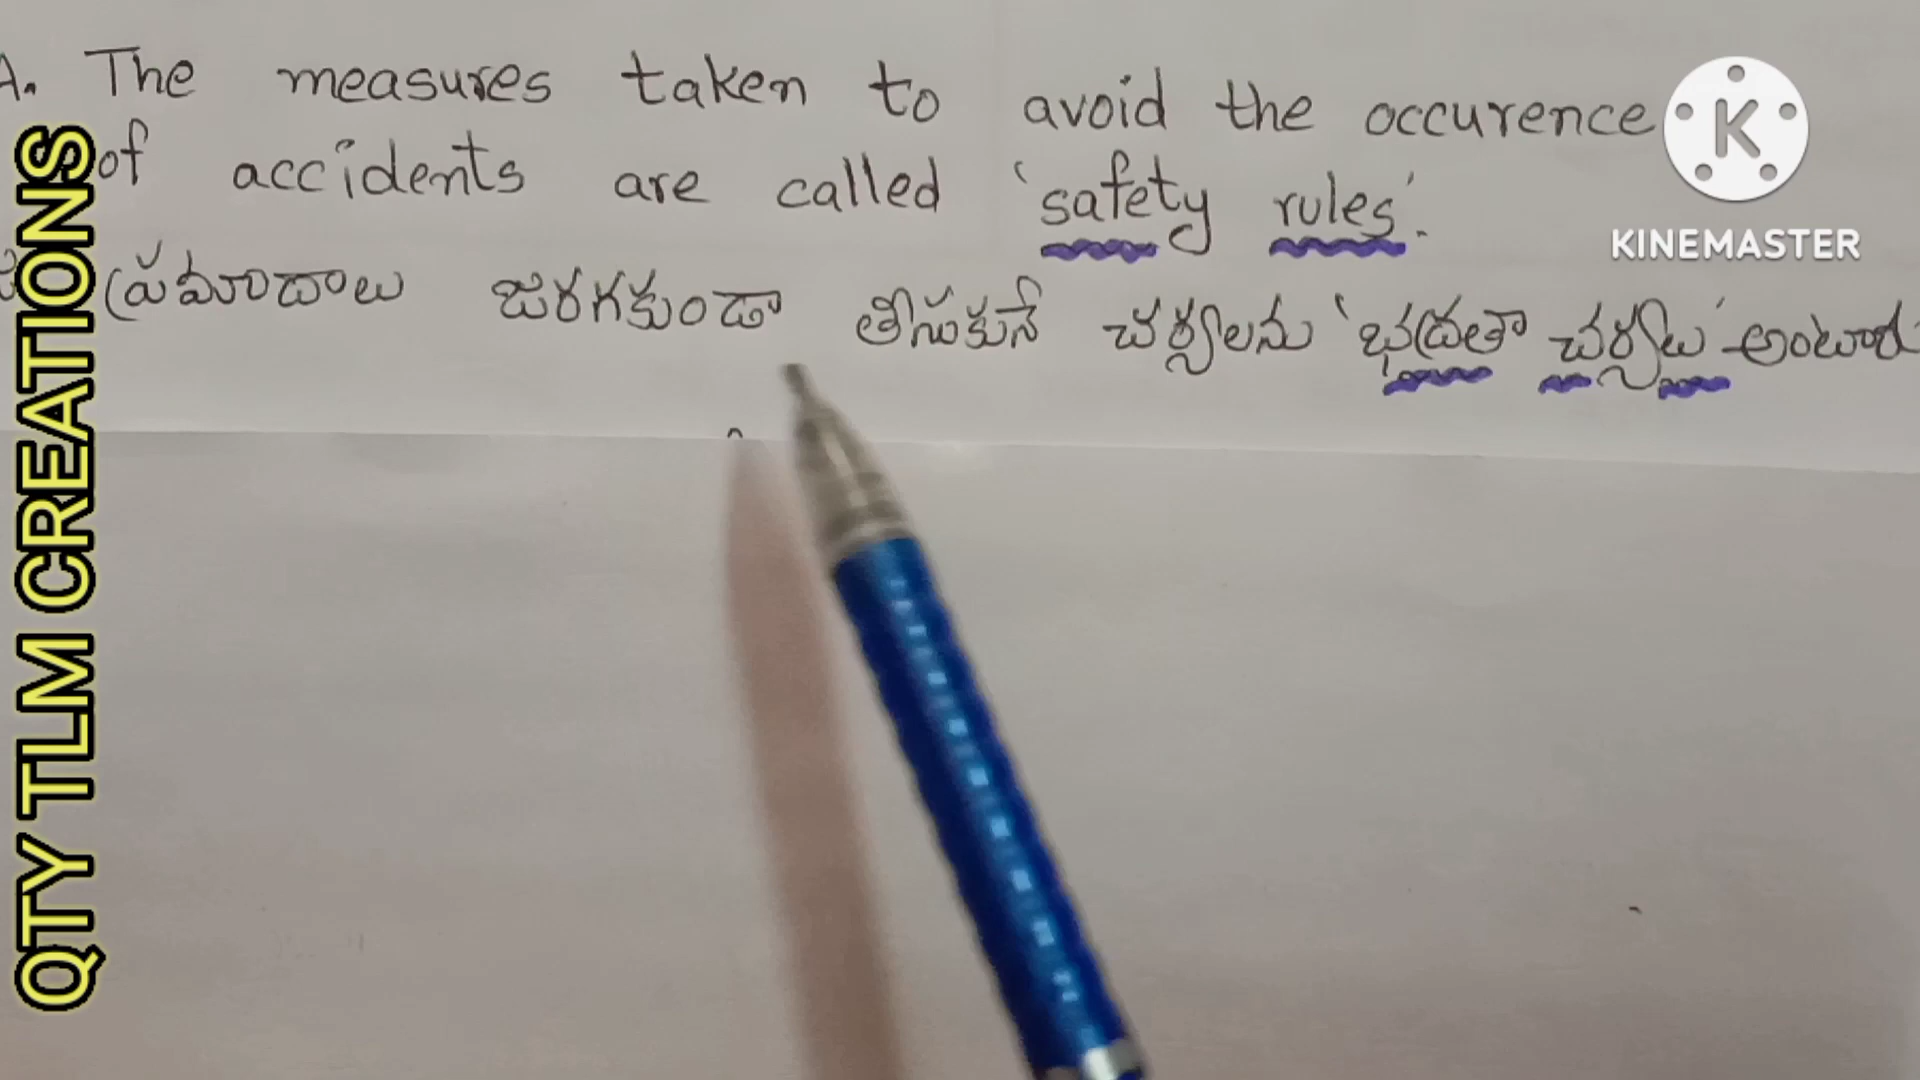 A. The measures taken to avoid the occurence
of accidents are called 'safety rules'.
ప్రమాదాలు జరగకుండా తీసుకునే చర్యలను 'భద్రతా చర్యలు' అంటారు
QTY TLM CREATIONS
K
KINEMASTER